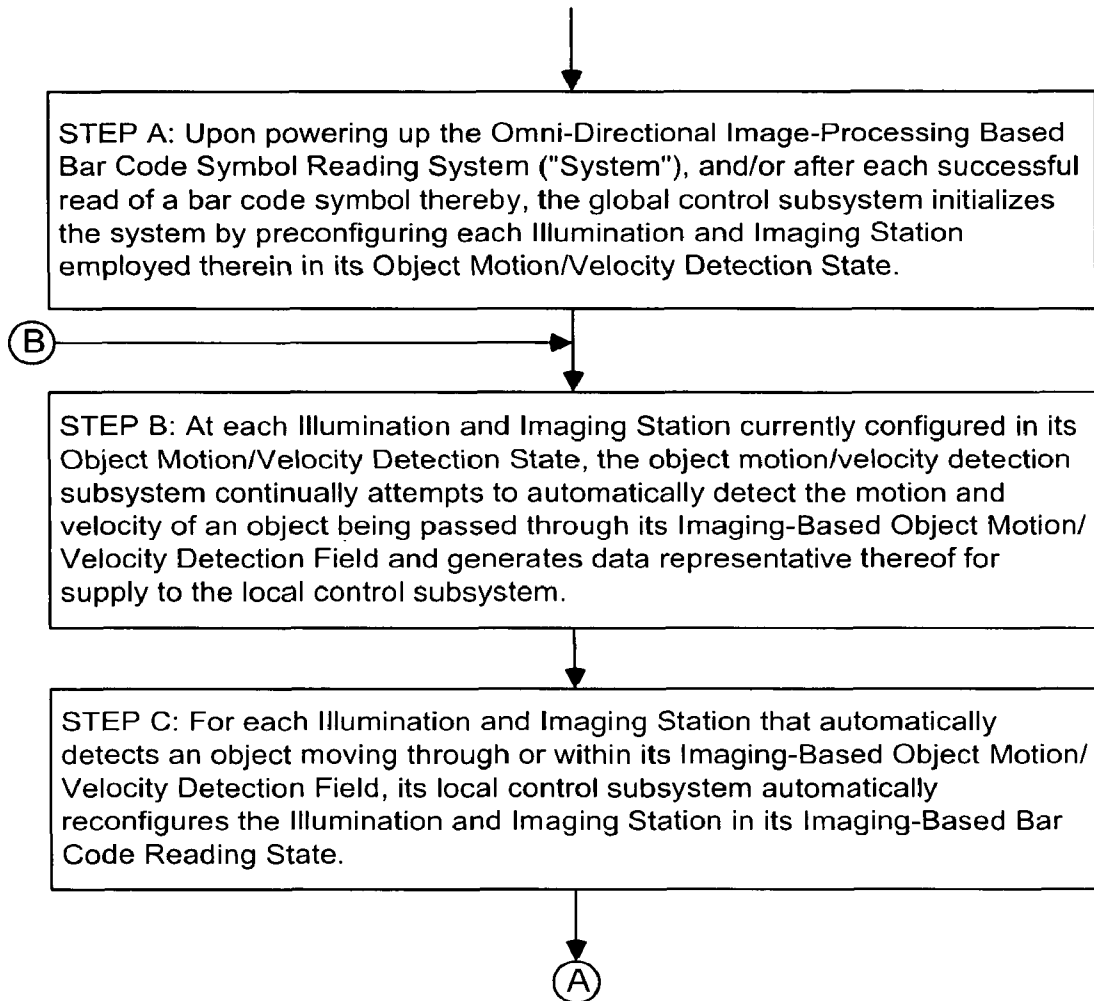 STEP A: Upon powering up the Omni-Directional Image-Processing Based
Bar Code Symbol Reading System ("System"), and/or after each successful
read of a bar code symbol thereby, the global control subsystem initializes
the system by preconfiguring each Illumination and Imaging Station
employed therein in its Object Motion/Velocity Detection State.
B
STEP B: At each Illumination and Imaging Station currently configured in its
Object Motion/Velocity Detection State, the object motion/velocity detection
subsystem continually attempts to automatically detect the motion and
velocity of an object being passed through its Imaging-Based Object Motion/
Velocity Detection Field and generates data representative thereof for
supply to the local control subsystem.
STEP C: For each Illumination and Imaging Station that automatically
detects an object moving through or within its Imaging-Based Object Motion/
Velocity Detection Field, its local control subsystem automatically
reconfigures the Illumination and Imaging Station in its Imaging-Based Bar
Code Reading State.
A